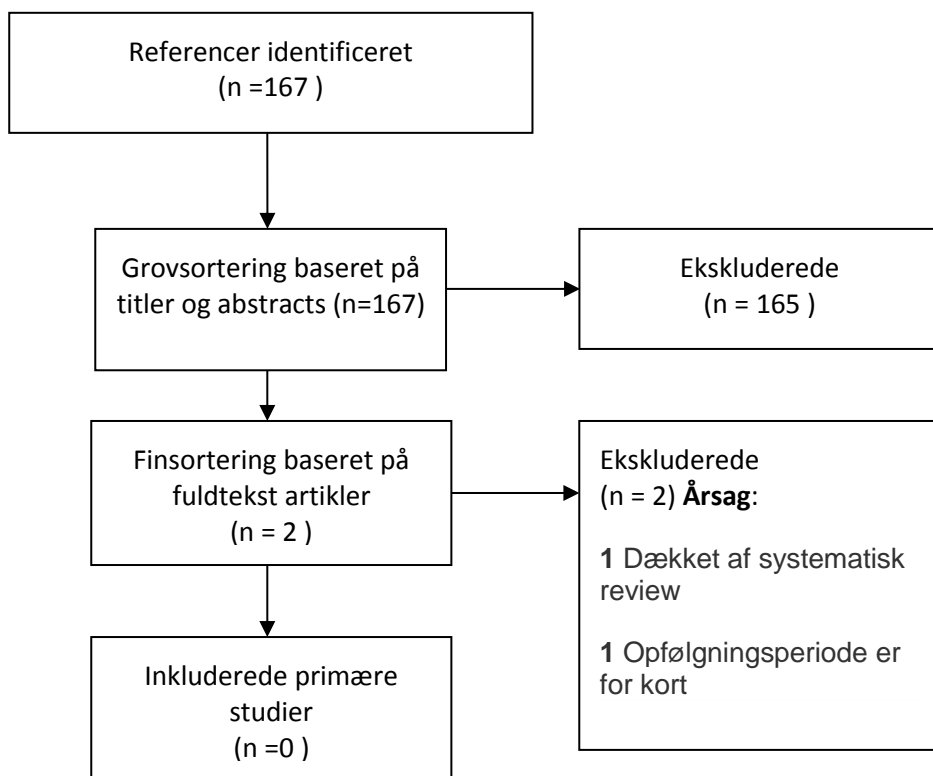 Referencer identificeret
(n =167 )
Grovsortering baseret på
titler og abstracts (n=167)
Ekskluderede
(n = 165 )
Finsortering baseret på
fuldtekst artikler
(n = 2 )
Ekskluderede
(n = 2) Årsag:
1 Dækket af systematisk
review
1 Opfølgningsperiode er
for kort
Inkluderede primære
studier
(n =0 )